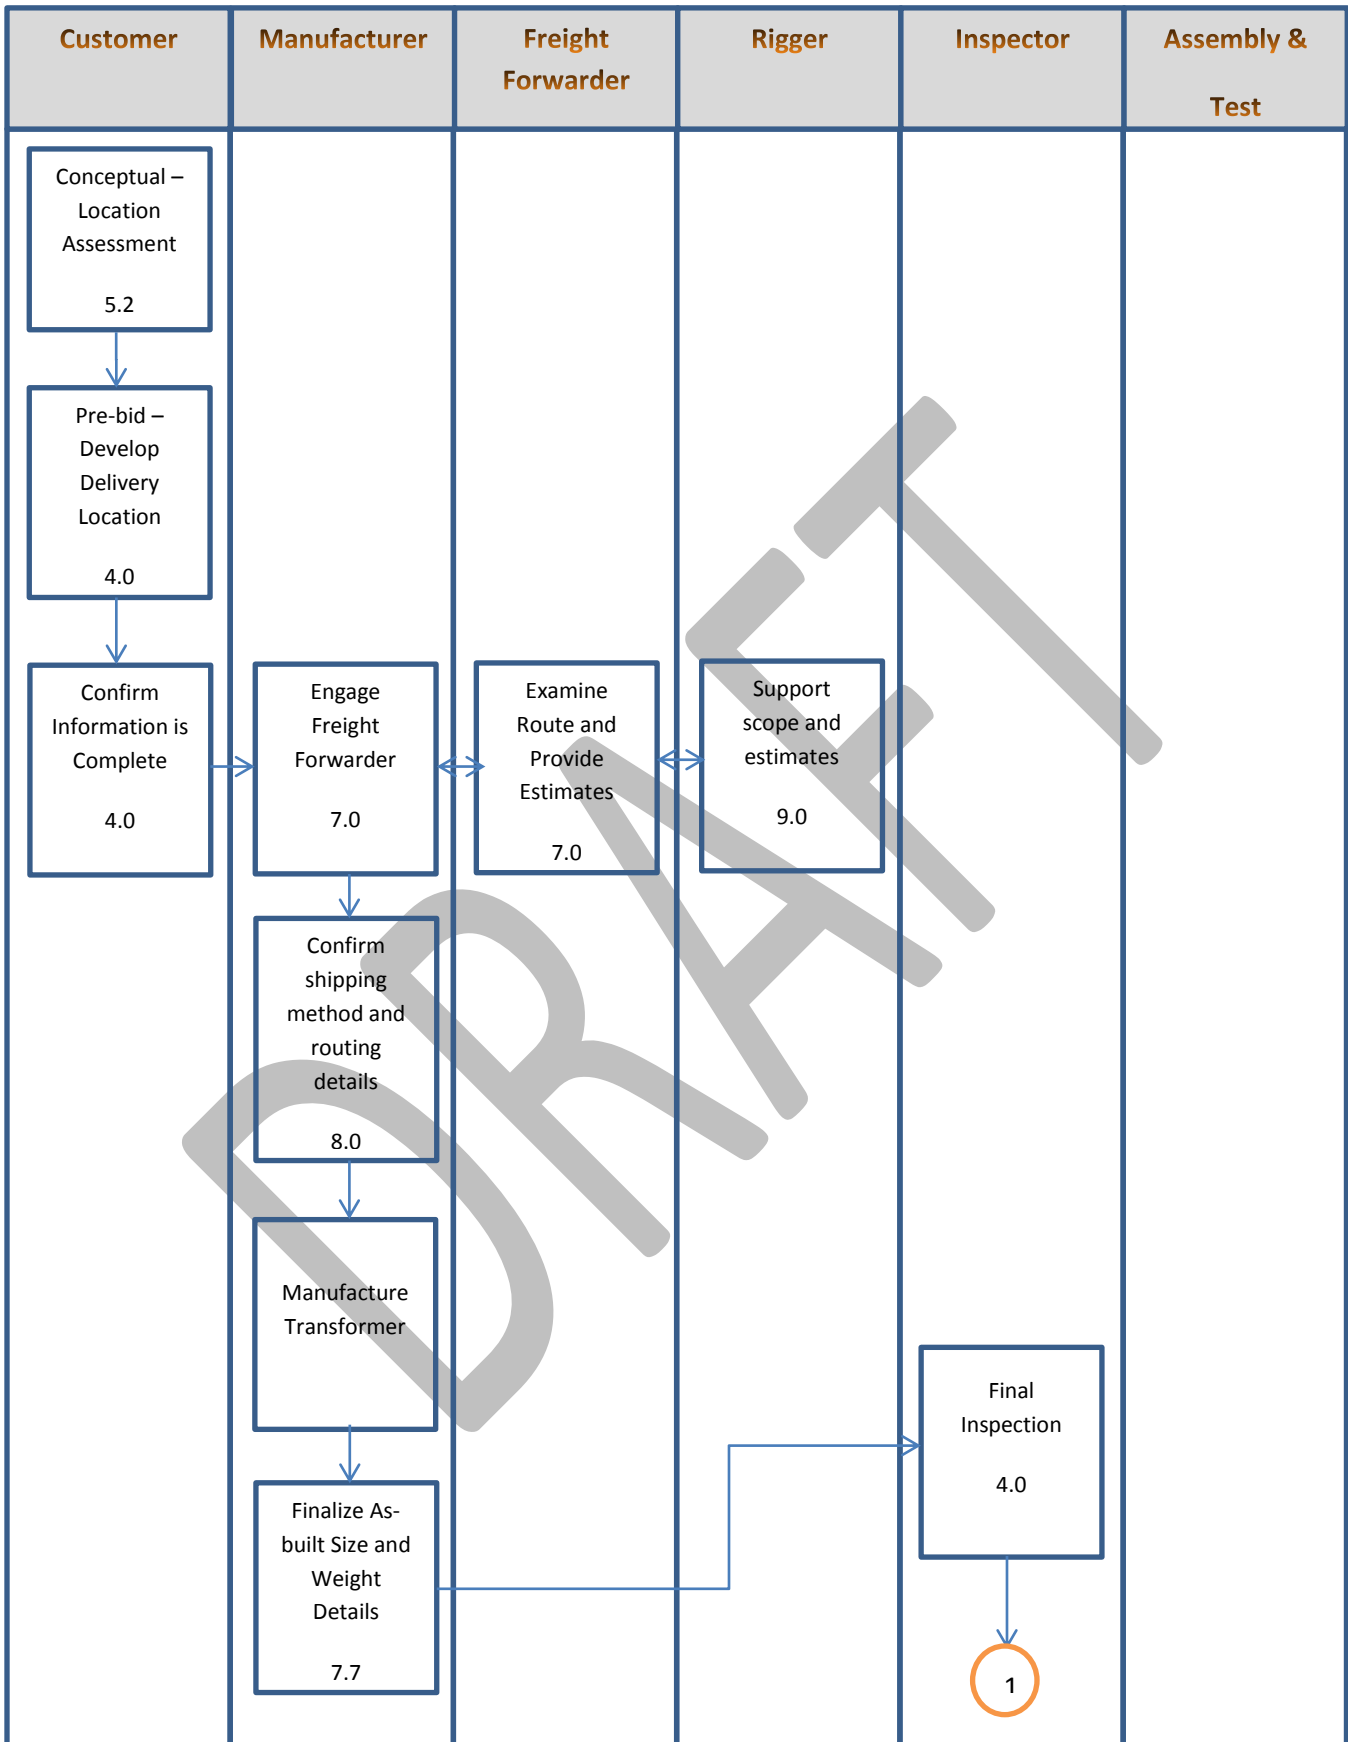 Customer
Manufacturer
Freight
Forwarder
Rigger
Inspector
Assembly &
Test
Conceptual –
Location
Assessment
5.2
Pre-bid –
Develop
Delivery
Location
4.0
Confirm
Information is
Complete
4.0
Engage
Freight
Forwarder
7.0
Examine
Route and
Provide
Estimates
7.0
Support
scope and
estimates
9.0
Confirm
shipping
method and
routing
details
8.0
Manufacture
Transformer
Finalize As-
built Size and
Weight
Details
7.7
Final
Inspection
4.0
1
DRAFT